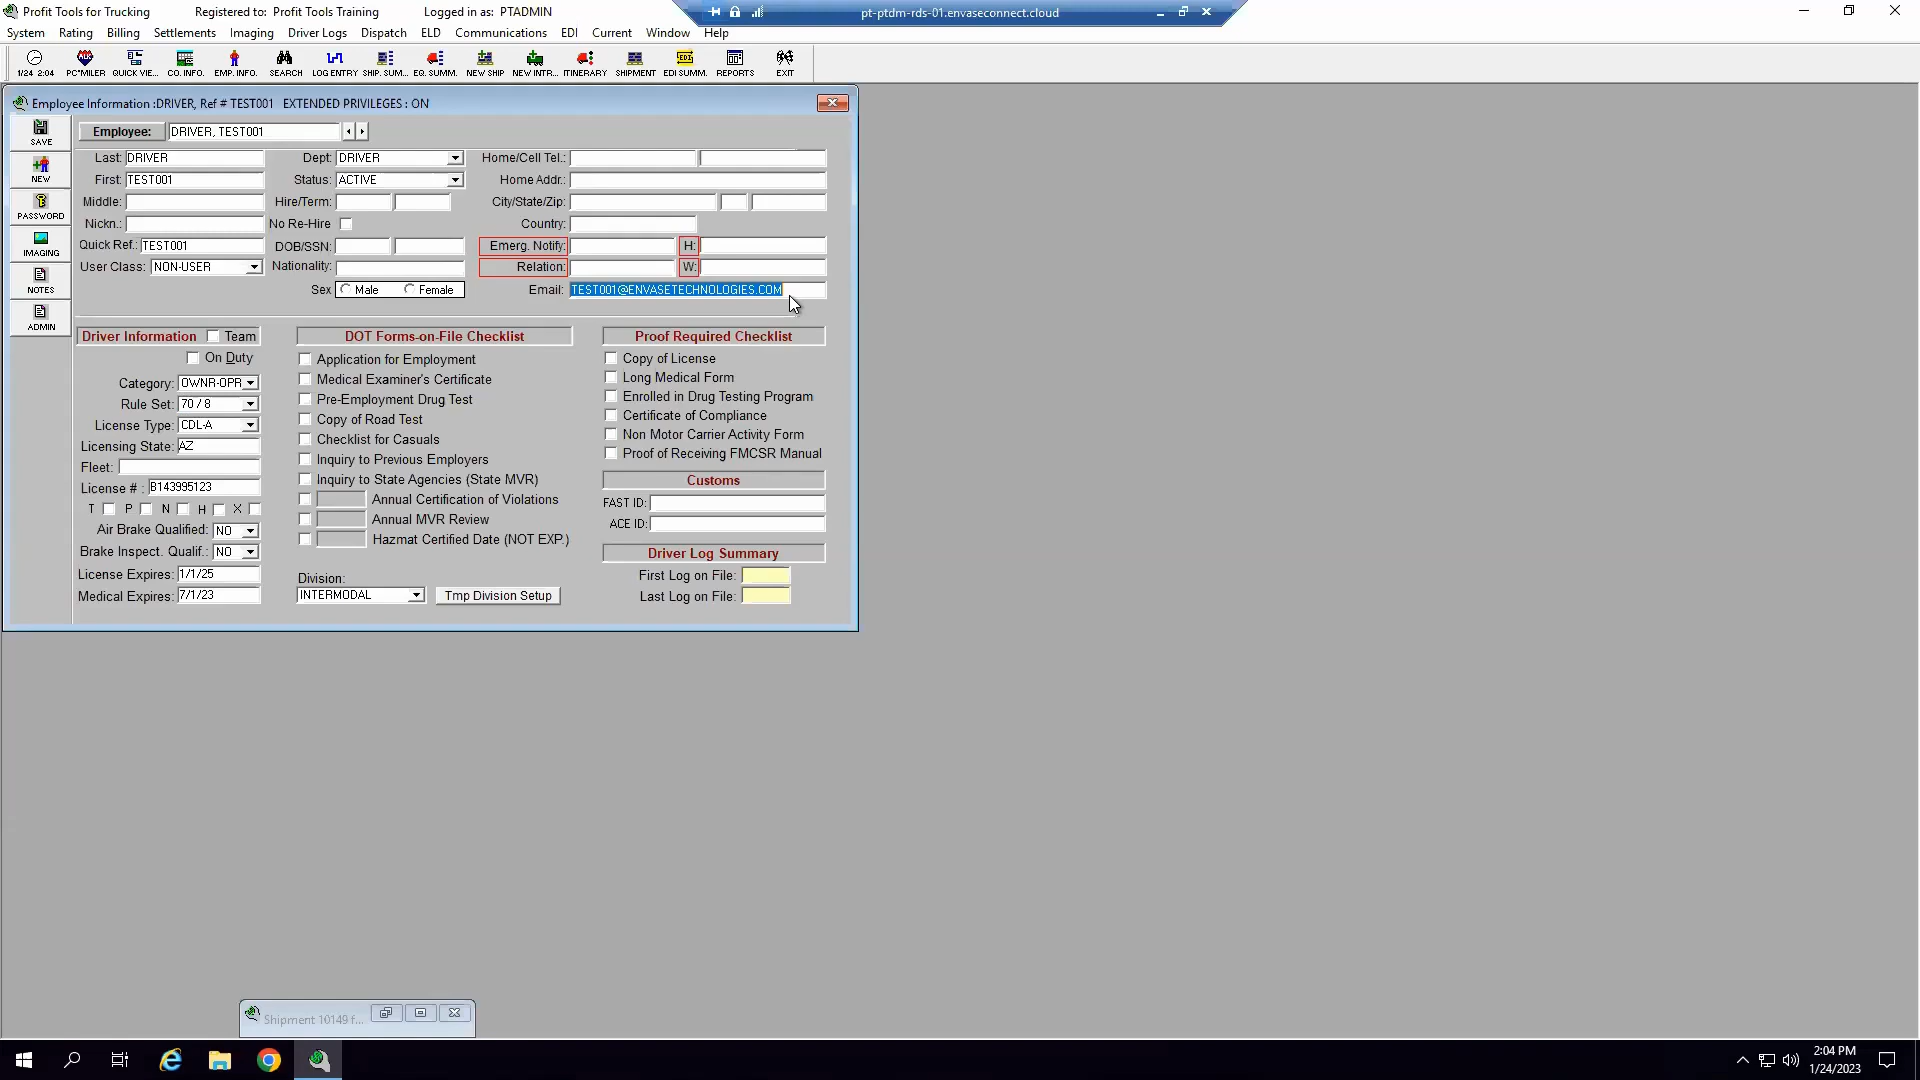 Profit Tools for Trucking Registered to: Profit Tools Training Logged in as: PTADMIN
pt-ptdm-rds-01.envaseconnect.cloud
System Rating Billing Settlements Imaging Driver Logs Dispatch ELD Communications EDI Current Window Help
1/24 2:04 PC*MILER QUICK VIE... CO. INFO. EMP. INFO. SEARCH LOG ENTRY SHIP. SUM... EQ. SUMM. NEW SHIP NEW INTR... ITINERARY SHIPMENT EDI SUMM. REPORTS EXIT
Employee Information :DRIVER, Ref # TEST001 EXTENDED PRIVILEGES : ON
SAVE
NEW
PASSWORD
IMAGING
NOTES
ADMIN
Employee: DRIVER, TEST001
Last: DRIVER Dept: DRIVER Home/Cell Tel.:
First: TEST001 Status: ACTIVE Home Addr.:
Middle: Hire/Term: City/State/Zip:
Nickn.: No Re-Hire Country:
Quick Ref.: TEST001 DOB/SSN: Emerg. Notify: H:
User Class: NON-USER Nationality: Relation: W:
Sex Male Female Email: TEST001@ENVASETECHNOLOGIES.COM
Driver Information Team
On Duty
Category: OWNR-OPR
Rule Set: 70 / 8
License Type: CDL-A
Licensing State: AZ
Fleet:
License # : B143995123
T P N H X
Air Brake Qualified: NO
Brake Inspect. Qualif.: NO
License Expires: 1/1/25
Medical Expires: 7/1/23
DOT Forms-on-File Checklist
Application for Employment
Medical Examiner's Certificate
Pre-Employment Drug Test
Copy of Road Test
Checklist for Casuals
Inquiry to Previous Employers
Inquiry to State Agencies (State MVR)
Annual Certification of Violations
Annual MVR Review
Hazmat Certified Date (NOT EXP.)
Division:
INTERMODAL Tmp Division Setup
Proof Required Checklist
Copy of License
Long Medical Form
Enrolled in Drug Testing Program
Certificate of Compliance
Non Motor Carrier Activity Form
Proof of Receiving FMCSR Manual
Customs
FAST ID:
ACE ID:
Driver Log Summary
First Log on File:
Last Log on File:
Shipment 10149 f...
2:04 PM
1/24/2023